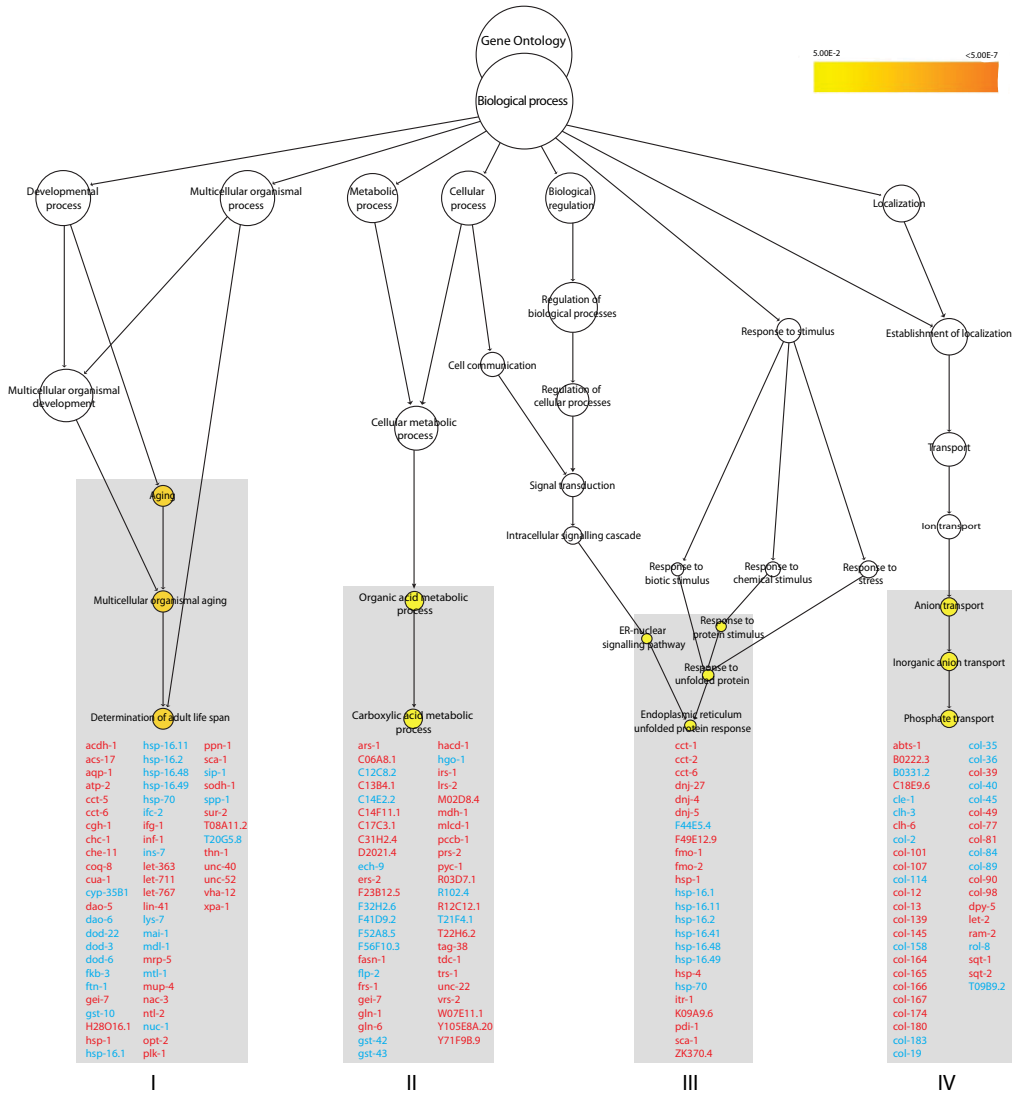 Gene Ontology
Biological process
5.00E-2
<5.00E-7
Developmental
process
Multicellular organismal
process
Metabolic
process
Cellular
process
Biological
regulation
Localization
Regulation of
biological processes
Response to stimulus
Establishment of localization
Cell communication
Multicellular organismal
development
Regulation of
cellular processes
Cellular metabolic
process
Transport
Signal transduction
Aging
Ion transport
Intracellular signalling cascade
Response to
biotic stimulus
Response to
chemical stimulus
Response to
stress
Multicellular organismal aging
Organic acid metabolic
process
ER-nuclear
signalling pathway
Response to
protein stimulus
Anion transport
Response to
unfolded protein
Inorganic anion transport
Determination of adult life span
Carboxylic acid metabolic
process
Endoplasmic reticulum
unfolded protein response
Phosphate transport
acdh-1
acs-17
aqp-1
atp-2
cct-5
cct-6
cgh-1
chc-1
che-11
coq-8
cua-1
cyp-35B1
dao-5
dao-6
dod-22
dod-3
dod-6
fkb-3
ftn-1
gei-7
gst-10
H28O16.1
hsp-1
hsp-16.1
hsp-16.11
hsp-16.2
hsp-16.48
hsp-16.49
hsp-70
ifc-2
ifg-1
inf-1
ins-7
let-363
let-711
let-767
lin-41
lys-7
mai-1
mdl-1
mrp-5
mtl-1
mup-4
nac-3
ntl-2
nuc-1
opt-2
plk-1
ppn-1
sca-1
sip-1
sodh-1
spp-1
sur-2
T08A11.2
T20G5.8
thn-1
unc-40
unc-52
vha-12
xpa-1
I
ars-1
C06A8.1
C12C8.2
C13B4.1
C14E2.2
C14F11.1
C17C3.1
C31H2.4
D2021.4
ech-9
ers-2
F23B12.5
F32H2.6
F41D9.2
F52A8.5
F56F10.3
fasn-1
flp-2
frs-1
gei-7
gln-1
gln-6
gst-42
gst-43
hacd-1
hgo-1
irs-1
lrs-2
M02D8.4
mdh-1
mlcd-1
pccb-1
prs-2
pyc-1
R03D7.1
R102.4
R12C12.1
T21F4.1
T22H6.2
tag-38
tdc-1
trs-1
unc-22
vrs-2
W07E11.1
Y105E8A.20
Y71F9B.9
II
cct-1
cct-2
cct-6
dnj-27
dnj-4
dnj-5
F44E5.4
F49E12.9
fmo-1
fmo-2
hsp-1
hsp-16.1
hsp-16.11
hsp-16.2
hsp-16.41
hsp-16.48
hsp-16.49
hsp-4
hsp-70
itr-1
K09A9.6
pdi-1
sca-1
ZK370.4
III
abts-1
B0222.3
B0331.2
C18E9.6
cle-1
clh-3
clh-6
col-2
col-101
col-107
col-114
col-12
col-13
col-139
col-145
col-158
col-164
col-165
col-166
col-167
col-174
col-180
col-183
col-19
col-35
col-36
col-39
col-40
col-45
col-49
col-77
col-81
col-84
col-89
col-90
col-98
dpy-5
let-2
ram-2
rol-8
sqt-1
sqt-2
T09B9.2
IV